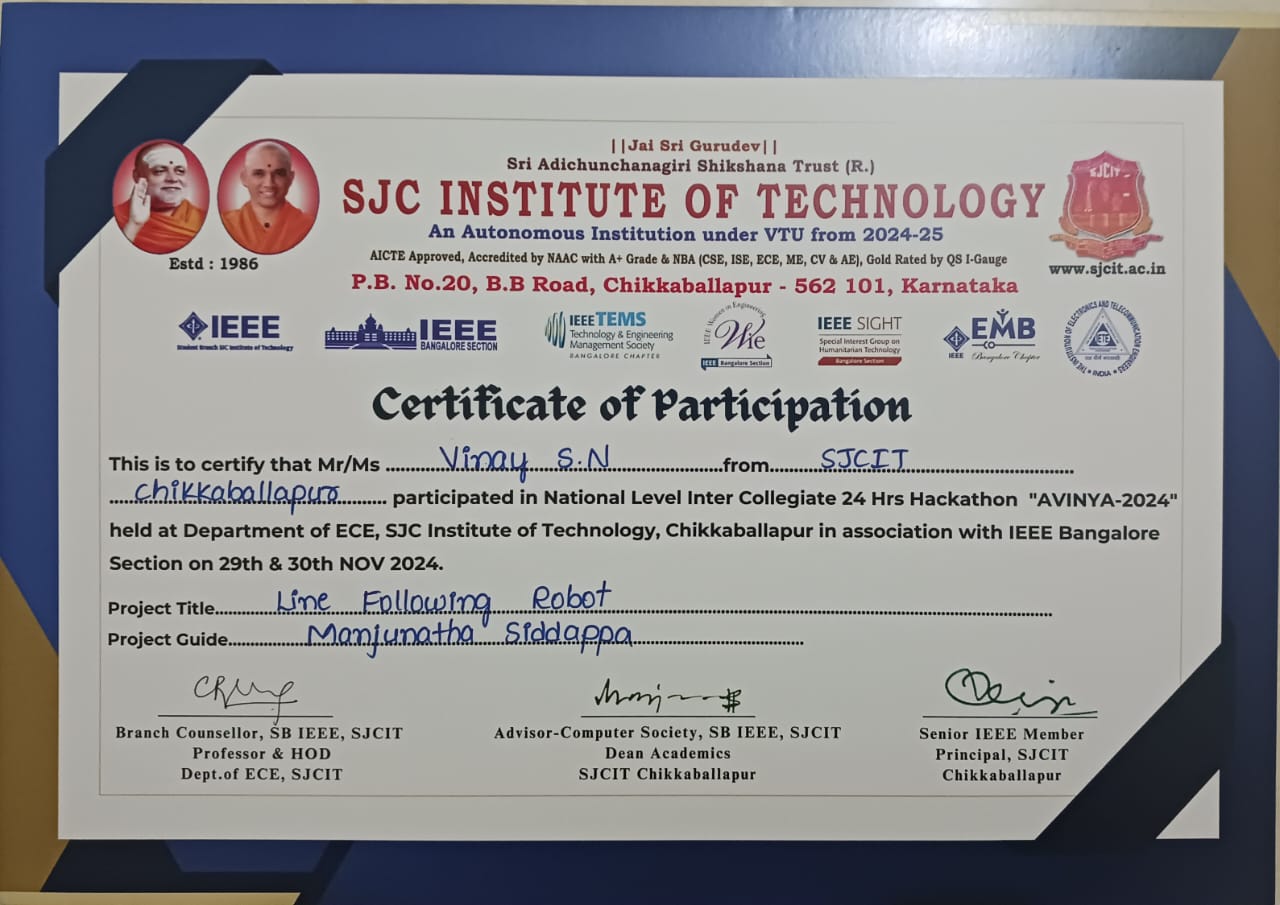 ||Jai Sri Gurudev||
Sri Adichunchanagiri Shikshana Trust (R.)
SJC INSTITUTE OF TECHNOLOGY
An Autonomous Institution under VTU from 2024-25
AICTE Approved, Accredited by NAAC with A+ Grade & NBA (CSE, ISE, ECE, ME, CV & AE), Gold Rated by QS I-Gauge
P.B. No.20, B.B Road, Chikkaballapur - 562 101, Karnataka
Estd : 1986
SJCIT
www.sjcit.ac.in
IEEE
Student Branch SJC Institute of Technology
IEEE
BANGALORE SECTION
IEEE TEMS
Technology & Engineering
Management Society
BANGALORE CHAPTER
IEEE Women in Engineering
Wie
IEEE Bangalore Section
IEEE SIGHT
Special Interest Group on
Humanitarian Technology
Bangalore Section
IEEE
EMB
Bangalore Chapter
THE INSTITUTION OF ELECTRONICS AND TELECOMMUNICATION ENGINEERS
IETE
INDIA
Certificate of Participation
This is to certify that Mr/Ms Vinay S.N from SJCIT
Chikkaballapura participated in National Level Inter Collegiate 24 Hrs Hackathon "AVINYA-2024"
held at Department of ECE, SJC Institute of Technology, Chikkaballapur in association with IEEE Bangalore
Section on 29th & 30th NOV 2024.
Project Title Line Following Robot
Project Guide Manjunatha Siddappa
Branch Counsellor, SB IEEE, SJCIT
Professor & HOD
Dept.of ECE, SJCIT
Advisor-Computer Society, SB IEEE, SJCIT
Dean Academics
SJCIT Chikkaballapur
Senior IEEE Member
Principal, SJCIT
Chikkaballapur